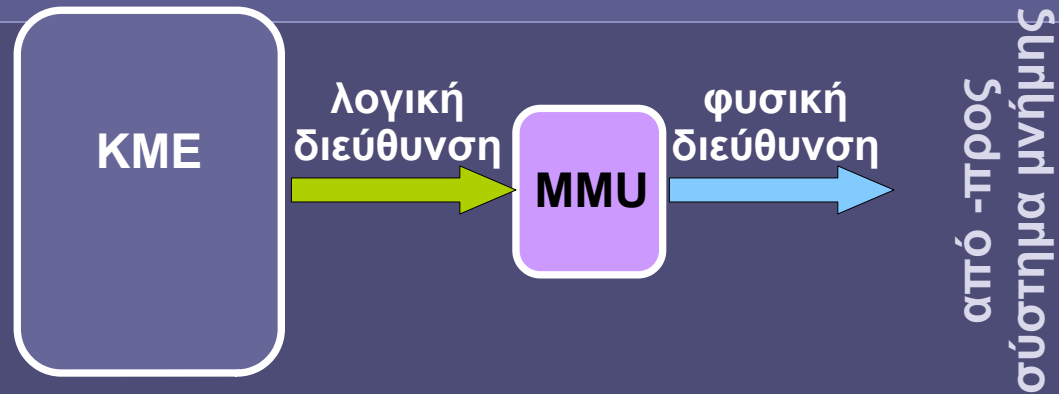 ΚΜΕ
λογική
διεύθυνση
MMU
φυσική
διεύθυνση
από -προς
σύστημα μνήμης